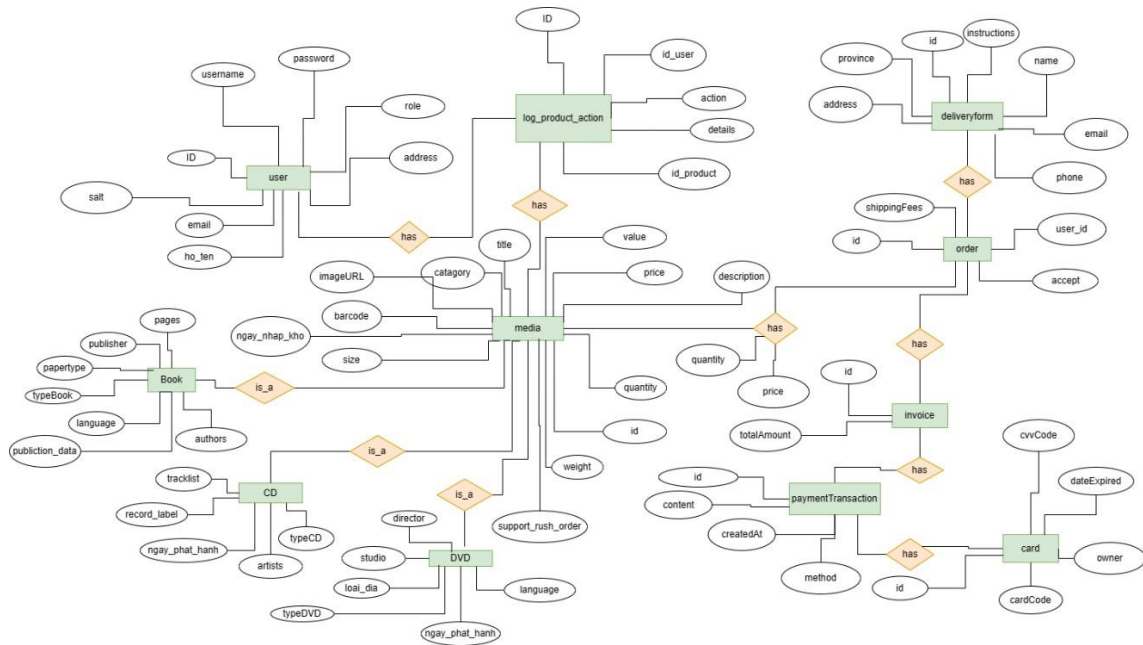 ID
instructions
id
password
id_user
name
province
username
action
address
deliveryform
log_product_action
role
details
email
address
ID
user
id_product
phone
has
salt
has
shippingFees
user_id
email
value
title
has
id
order
ho_ten
imageURL
catagory
price
description
accept
pages
barcode
media
has
ngay_nhap_kho
publisher
has
size
quantity
id
papertype
Book
is_a
quantity
typeBook
price
invoice
language
authors
id
totalAmount
cvvCode
publiction_data
is_a
tracklist
weight
id
has
dateExpired
CD
is_a
paymentTransaction
record_label
content
director
support_rush_order
typeCD
createdAt
ngay_phat_hanh
studio
DVD
has
card
owner
artists
loai_dia
language
method
id
typeDVD
cardCode
ngay_phat_hanh